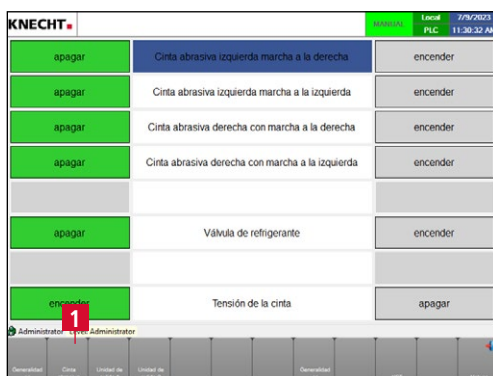 KNECHT
MANUAL
Local
PLC
7/9/2023
11:30:32 AM
apagar
Cinta abrasiva izquierda marcha a la derecha
encender
apagar
Cinta abrasiva izquierda marcha a la izquierda
encender
apagar
Cinta abrasiva derecha con marcha a la derecha
encender
apagar
Cinta abrasiva derecha con marcha a la izquierda
encender
apagar
Válvula de refrigerante
encender
encender
Tensión de la cinta
apagar
1
Administrator Level: Administrator
Generalidad
Cinta
Unidad de
Unidad de
Generalidad